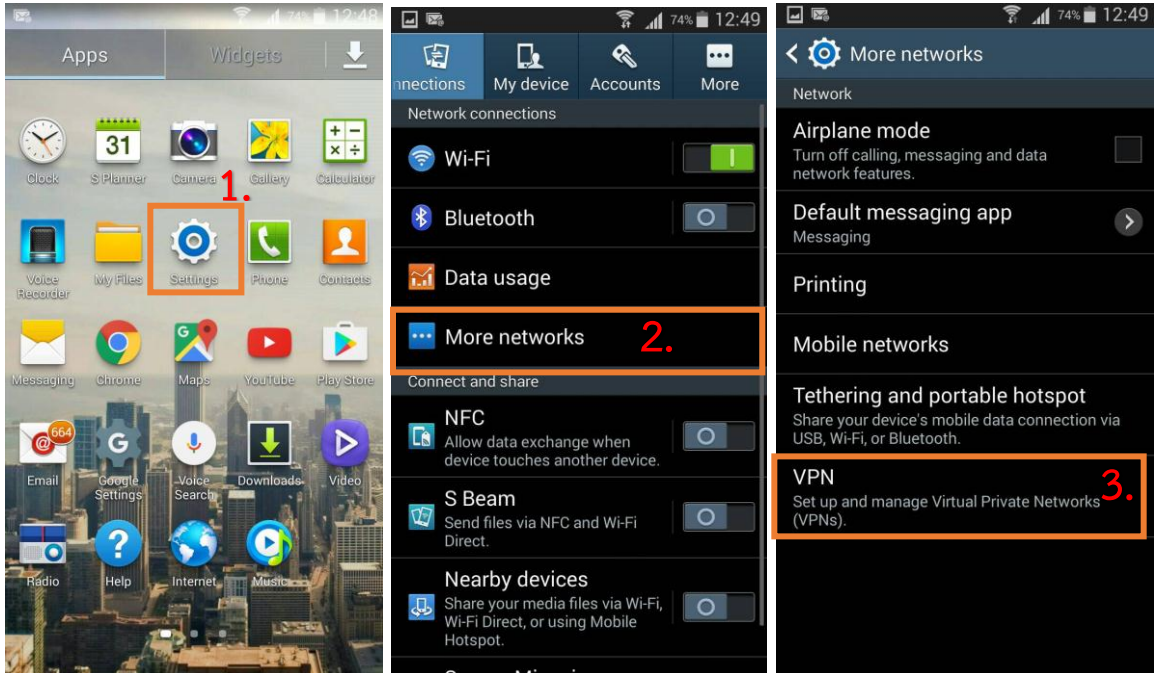 74% 12:48
Apps Widgets
31
Clock S Planner Camera Gallery Calculator
1.
Voice Recorder My Files Settings Phone Contacts
G
Messaging Chrome Maps YouTube Play Store
@ 664 G
Email Google Settings Voice Search Downloads Video
?
Radio Help Internet Music
74% 12:49
nnections My device Accounts More
Network connections
Wi-Fi
Bluetooth
Data usage
More networks 2.
Connect and share
NFC
Allow data exchange when
device touches another device.
S Beam
Send files via NFC and Wi-Fi
Direct.
Nearby devices
Share your media files via Wi-Fi,
Wi-Fi Direct, or using Mobile
Hotspot.
74% 12:49
< More networks
Network
Airplane mode
Turn off calling, messaging and data
network features.
Default messaging app
Messaging
Printing
Mobile networks
Tethering and portable hotspot
Share your device's mobile data connection via
USB, Wi-Fi, or Bluetooth.
VPN
3.
Set up and manage Virtual Private Networks
(VPNs).